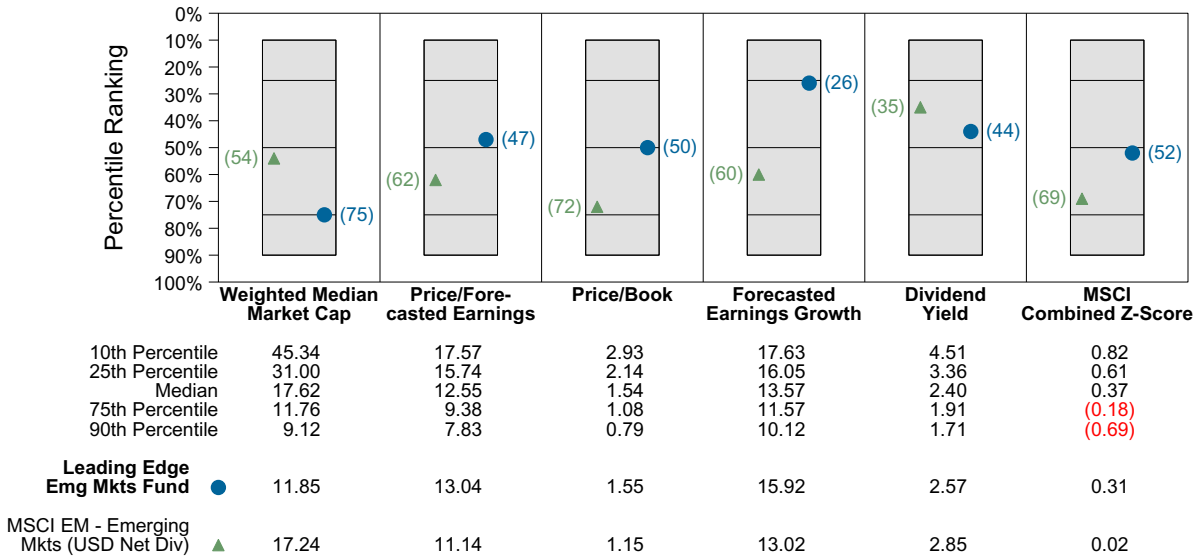 0%
10%
20%
30%
40%
50%
60%
70%
80%
90%
100%
Percentile Ranking
(54)
(75)
(62)
(47)
(72)
(50)
(60)
(26)
(35)
(44)
(69)
(52)
Weighted Median
Market Cap
Price/Fore-
casted Earnings
Price/Book
Forecasted
Earnings Growth
Dividend
Yield
MSCI
Combined Z-Score
10th Percentile 45.34 17.57 2.93 17.63 4.51 0.82
25th Percentile 31.00 15.74 2.14 16.05 3.36 0.61
Median 17.62 12.55 1.54 13.57 2.40 0.37
75th Percentile 11.76 9.38 1.08 11.57 1.91 (0.18)
90th Percentile 9.12 7.83 0.79 10.12 1.71 (0.69)
Leading Edge
Emg Mkts Fund 11.85 13.04 1.55 15.92 2.57 0.31
MSCI EM - Emerging
Mkts (USD Net Div) 17.24 11.14 1.15 13.02 2.85 0.02